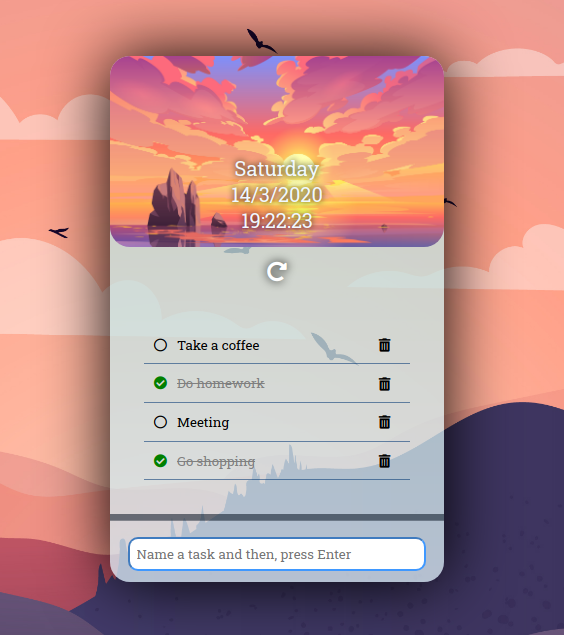 Saturday
14/3/2020
19:22:23
Take a coffee
Do homework
Meeting
Go shopping
Name a task and then, press Enter